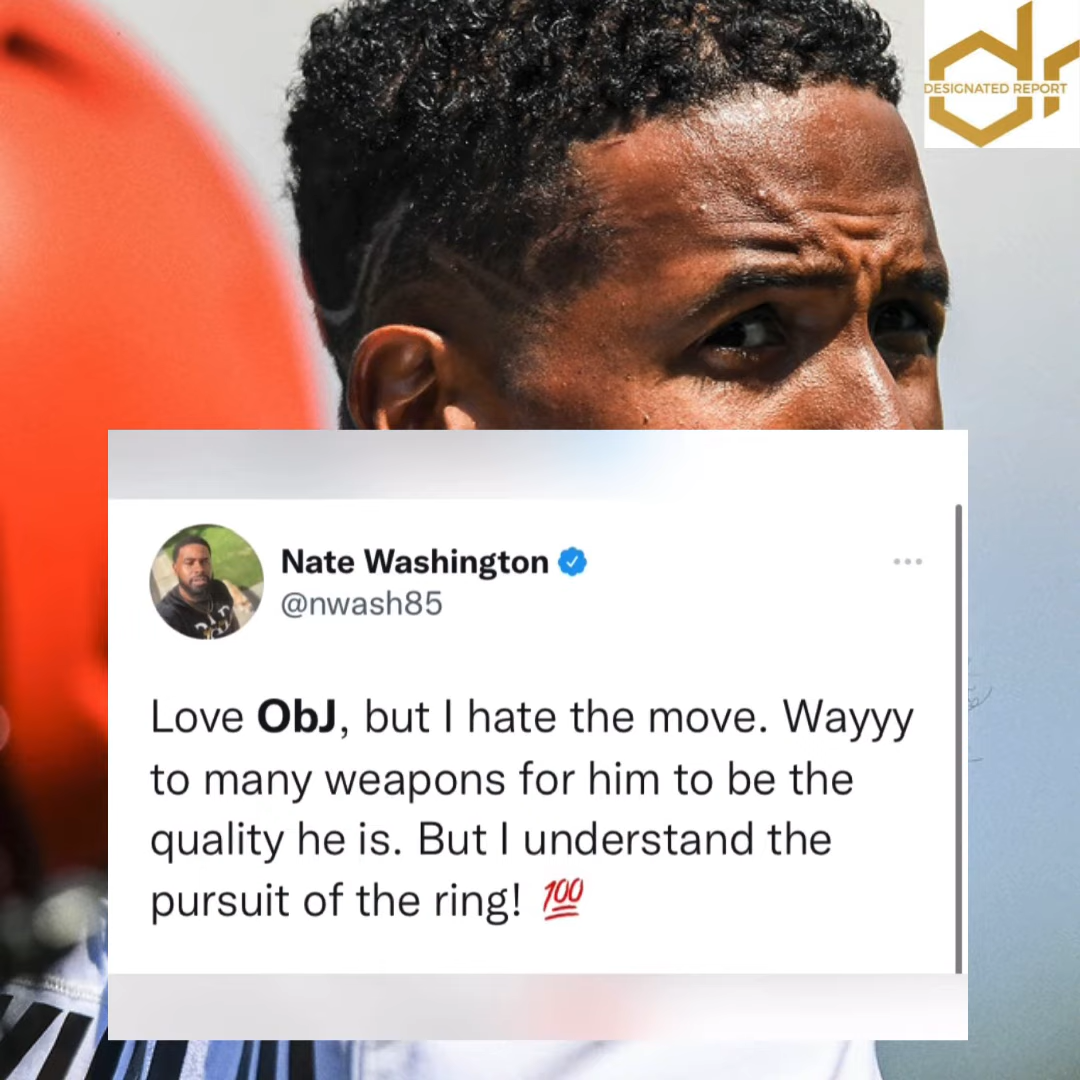 DESIGNATED REPORT
Nate Washington
@nwash85
Love ObJ, but I hate the move. Wayyy
to many weapons for him to be the
quality he is. But I understand the
pursuit of the ring! 💯